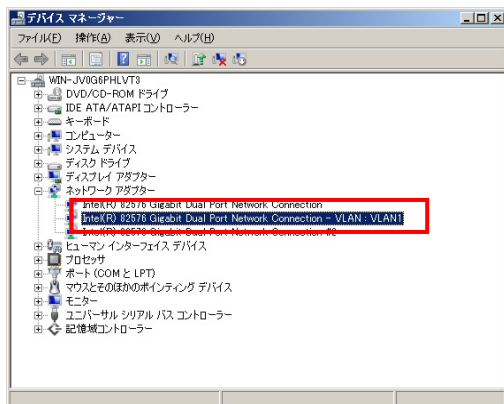 デバイス マネージャー
ファイル(F) 操作(A) 表示(V) ヘルプ(H)
WIN-JV0G6PHLVT3
DVD/CD-ROM ドライブ
IDE ATA/ATAPI コントローラー
キーボード
コンピューター
システム デバイス
ディスク ドライブ
ディスプレイ アダプター
ネットワーク アダプター
Intel(R) 82576 Gigabit Dual Port Network Connection
Intel(R) 82576 Gigabit Dual Port Network Connection - VLAN : VLAN1
Intel(R) 82576 Gigabit Dual Port Network Connection #2
ヒューマン インターフェイス デバイス
プロセッサ
ポート (COM と LPT)
マウスとそのほかのポインティング デバイス
モニター
ユニバーサル シリアル バス コントローラー
記憶域コントローラー